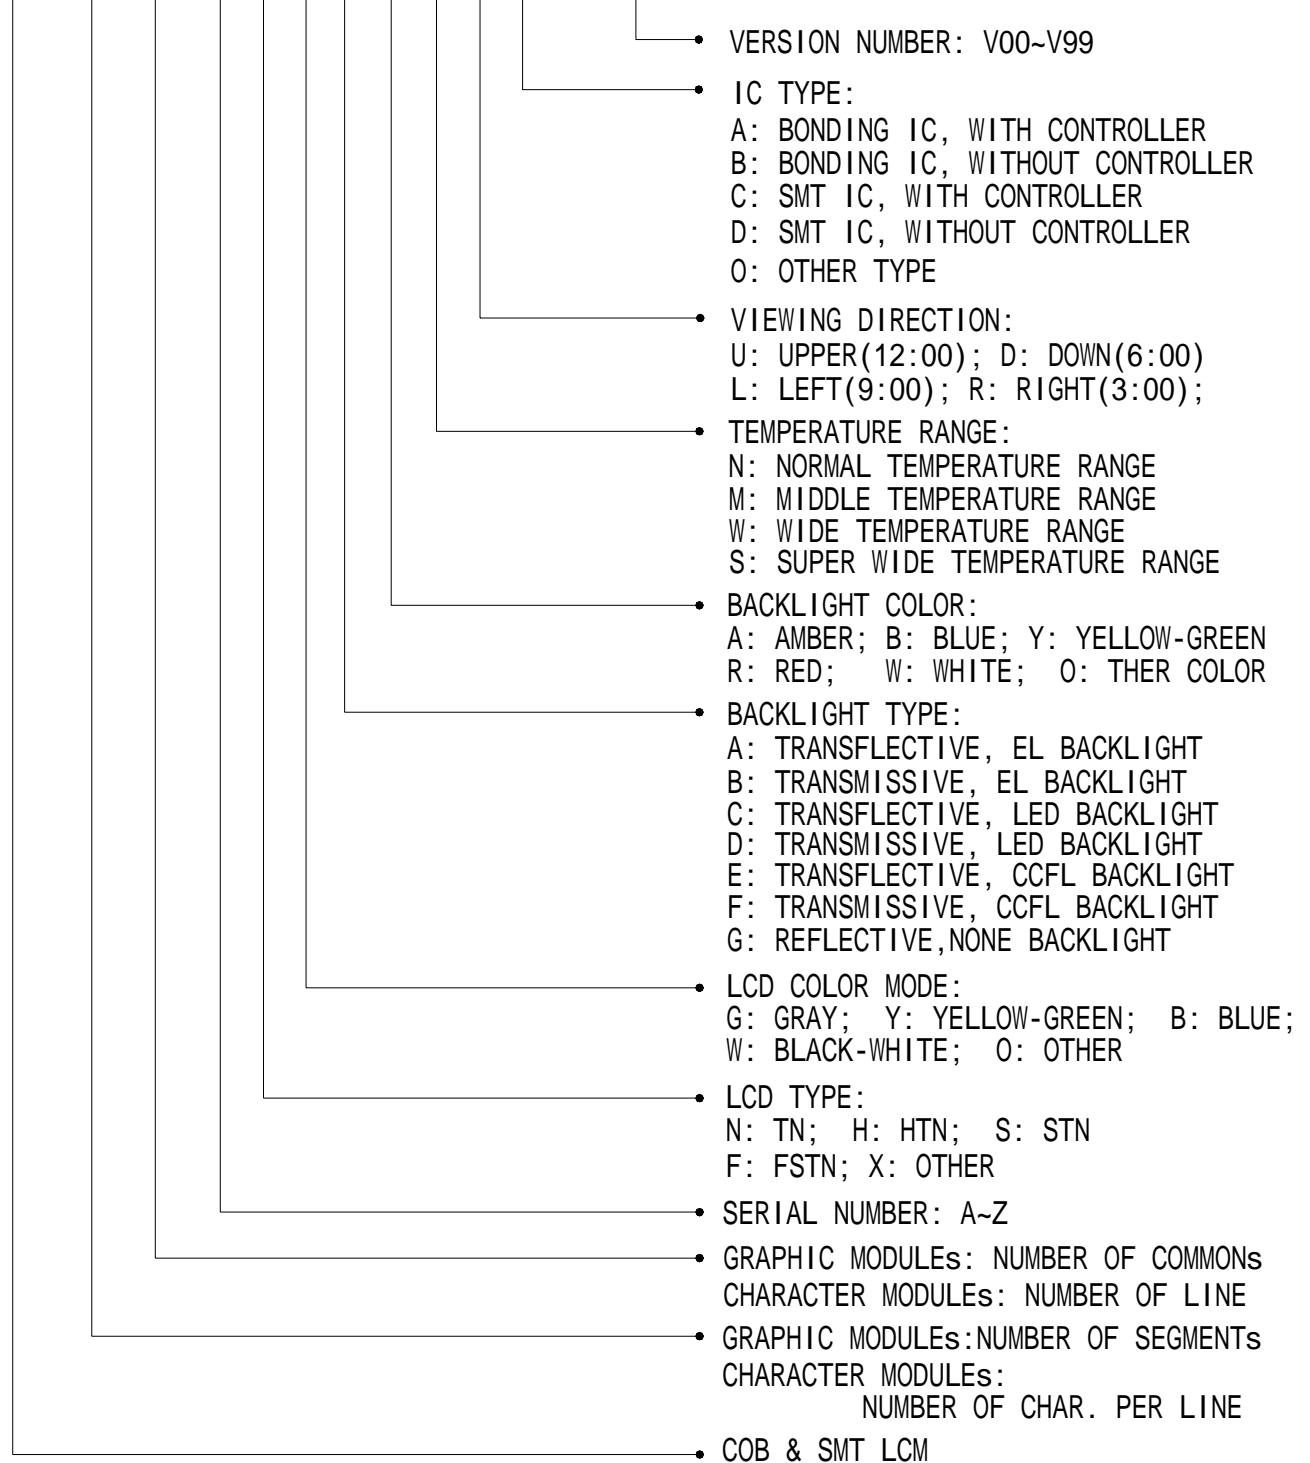 VERSION NUMBER: V00~V99
IC TYPE:
A: BONDING IC, WITH CONTROLLER
B: BONDING IC, WITHOUT CONTROLLER
C: SMT IC, WITH CONTROLLER
D: SMT IC, WITHOUT CONTROLLER
O: OTHER TYPE
VIEWING DIRECTION:
U: UPPER(12:00); D: DOWN(6:00)
L: LEFT(9:00); R: RIGHT(3:00);
TEMPERATURE RANGE:
N: NORMAL TEMPERATURE RANGE
M: MIDDLE TEMPERATURE RANGE
W: WIDE TEMPERATURE RANGE
S: SUPER WIDE TEMPERATURE RANGE
BACKLIGHT COLOR:
A: AMBER; B: BLUE; Y: YELLOW-GREEN
R: RED; W: WHITE; O: THER COLOR
BACKLIGHT TYPE:
A: TRANSFLECTIVE, EL BACKLIGHT
B: TRANSMISSIVE, EL BACKLIGHT
C: TRANSFLECTIVE, LED BACKLIGHT
D: TRANSMISSIVE, LED BACKLIGHT
E: TRANSFLECTIVE, CCFL BACKLIGHT
F: TRANSMISSIVE, CCFL BACKLIGHT
G: REFLECTIVE,NONE BACKLIGHT
LCD COLOR MODE:
G: GRAY; Y: YELLOW-GREEN; B: BLUE;
W: BLACK-WHITE; O: OTHER
LCD TYPE:
N: TN; H: HTN; S: STN
F: FSTN; X: OTHER
SERIAL NUMBER: A~Z
GRAPHIC MODULEs: NUMBER OF COMMONs
CHARACTER MODULEs: NUMBER OF LINE
GRAPHIC MODULEs:NUMBER OF SEGMENTs
CHARACTER MODULEs:
NUMBER OF CHAR. PER LINE
COB & SMT LCM